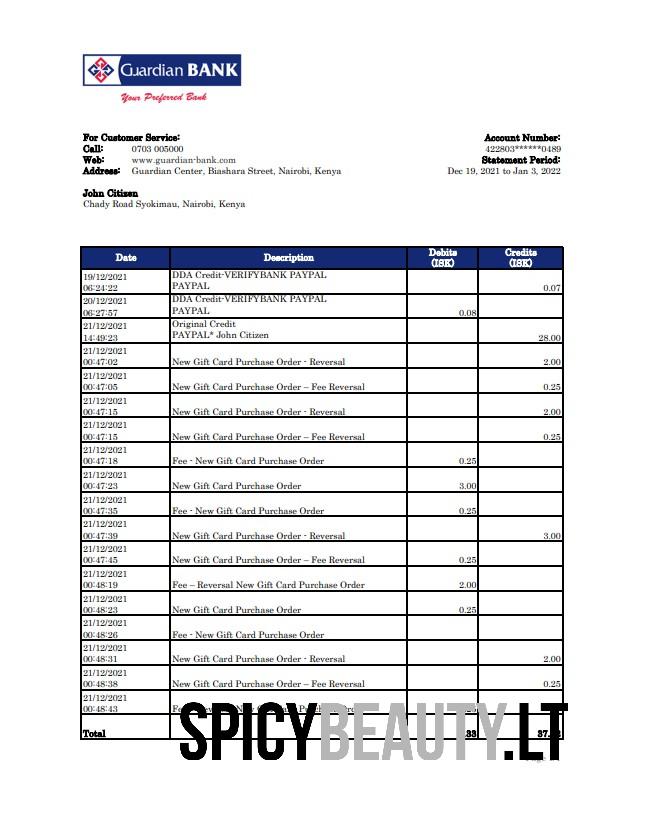 Guardian BANK
Your Preferred Bank
For Customer Service:
Call: 0703 005000
Web: www.guardian-bank.com
Address: Guardian Center, Biashara Street, Nairobi, Kenya
Account Number:
422803******0489
Statement Period:
Dec 19, 2021 to Jan 3, 2022
John Citizen
Chady Road Syokimau, Nairobi, Kenya
Date Description Debits (ISK) Credits (ISK)
19/12/2021 DDA Credit-VERIFYBANK PAYPAL
06:24:22 PAYPAL 0.07
20/12/2021 DDA Credit-VERIFYBANK PAYPAL
06:27:57 PAYPAL 0.08
21/12/2021 Original Credit
14:49:23 PAYPAL* John Citizen 28.00
21/12/2021
00:47:02 New Gift Card Purchase Order - Reversal 2.00
21/12/2021
00:47:05 New Gift Card Purchase Order – Fee Reversal 0.25
21/12/2021
00:47:15 New Gift Card Purchase Order - Reversal 2.00
21/12/2021
00:47:15 New Gift Card Purchase Order – Fee Reversal 0.25
21/12/2021
00:47:18 Fee - New Gift Card Purchase Order 0.25
21/12/2021
00:47:23 New Gift Card Purchase Order 3.00
21/12/2021
00:47:35 Fee - New Gift Card Purchase Order 0.25
21/12/2021
00:47:39 New Gift Card Purchase Order - Reversal 3.00
21/12/2021
00:47:45 New Gift Card Purchase Order – Fee Reversal 0.25
21/12/2021
00:48:19 Fee – Reversal New Gift Card Purchase Order 2.00
21/12/2021
00:48:23 New Gift Card Purchase Order 0.25
21/12/2021
00:48:26 Fee - New Gift Card Purchase Order
21/12/2021
00:48:31 New Gift Card Purchase Order - Reversal 2.00
21/12/2021
00:48:38 New Gift Card Purchase Order – Fee Reversal 0.25
21/12/2021
00:48:43
SPICYBEAUTY.LT
Total